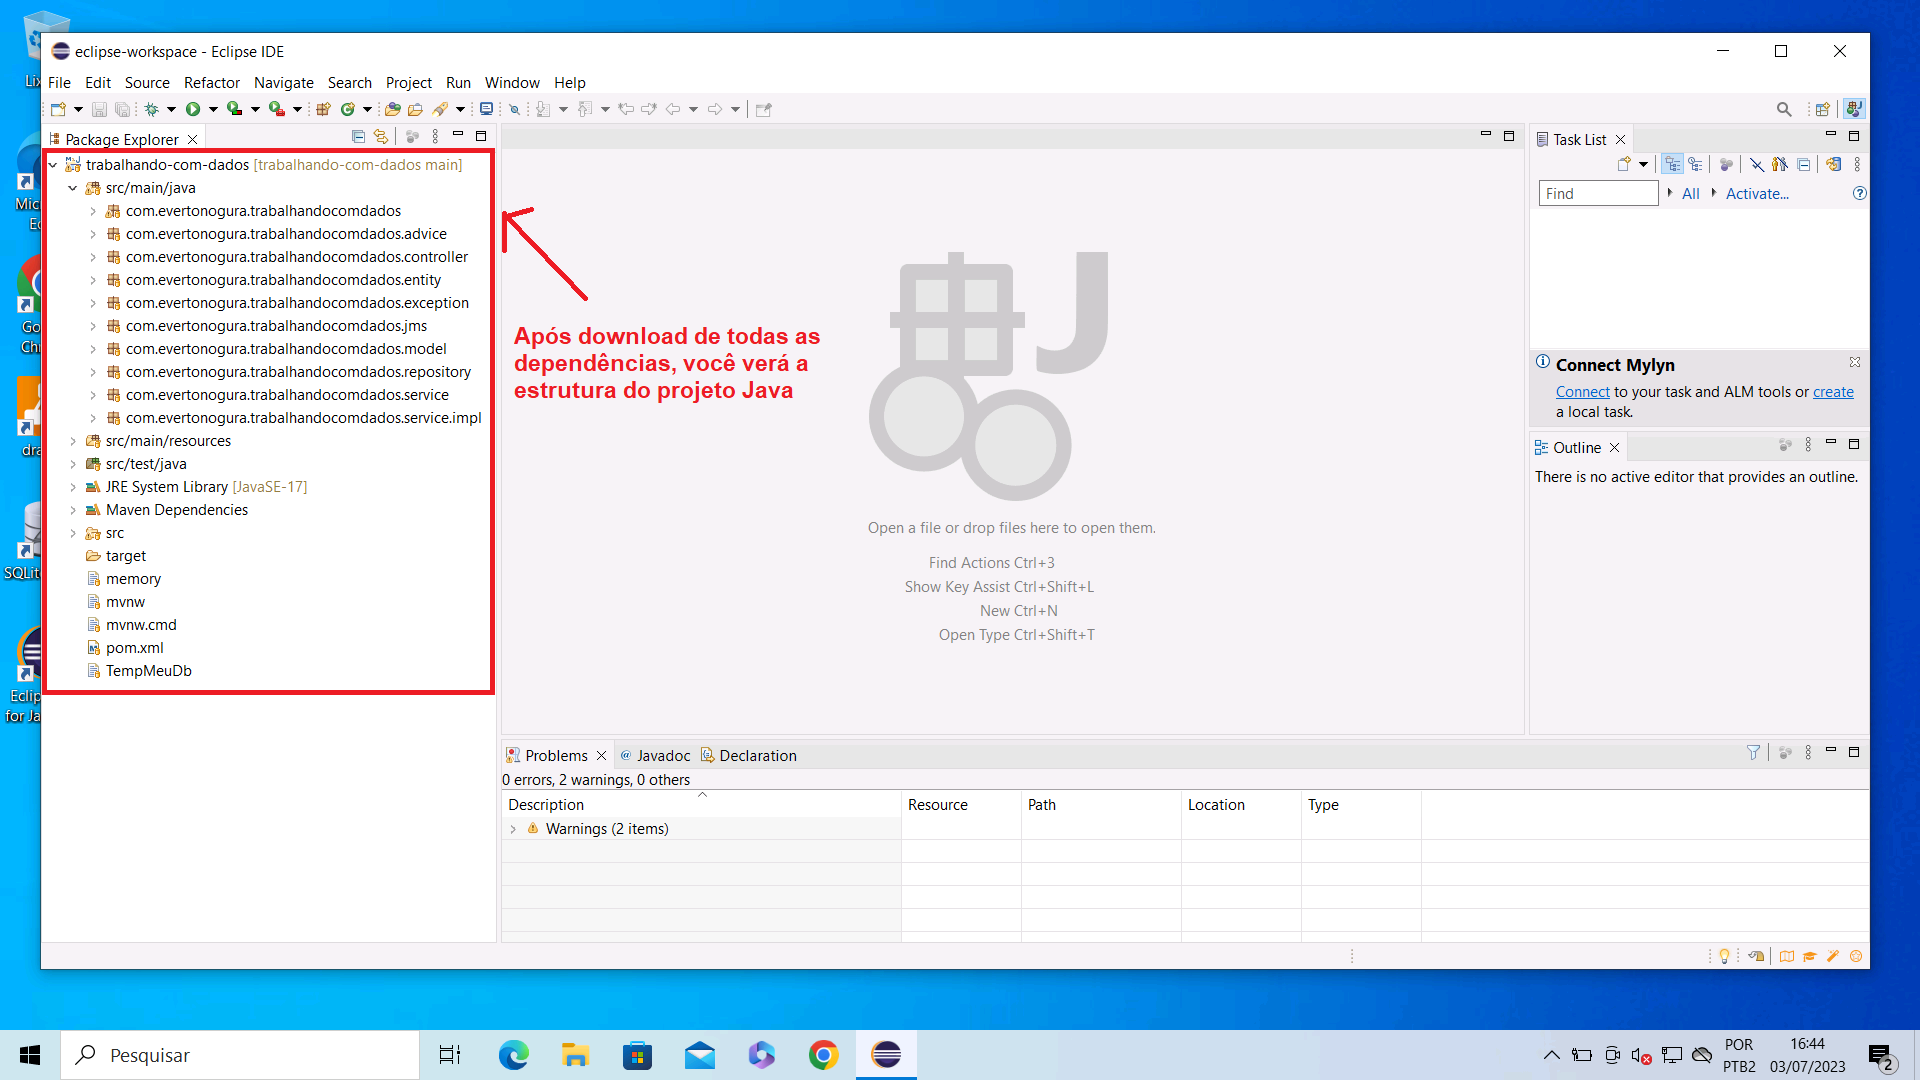 eclipse-workspace - Eclipse IDE
File Edit Source Refactor Navigate Search Project Run Window Help
Package Explorer
trabalhando-com-dados [trabalhando-com-dados main]
src/main/java
com.evertonogura.trabalhandocomdados
com.evertonogura.trabalhandocomdados.advice
com.evertonogura.trabalhandocomdados.controller
com.evertonogura.trabalhandocomdados.entity
com.evertonogura.trabalhandocomdados.exception
com.evertonogura.trabalhandocomdados.jms
com.evertonogura.trabalhandocomdados.model
com.evertonogura.trabalhandocomdados.repository
com.evertonogura.trabalhandocomdados.service
com.evertonogura.trabalhandocomdados.service.impl
src/main/resources
src/test/java
JRE System Library [JavaSE-17]
Maven Dependencies
src
target
memory
mvnw
mvnw.cmd
pom.xml
TempMeuDb
Após download de todas as
dependências, você verá a
estrutura do projeto Java
Open a file or drop files here to open them.
Find Actions Ctrl+3
Show Key Assist Ctrl+Shift+L
New Ctrl+N
Open Type Ctrl+Shift+T
Task List
Find All Activate...
Connect Mylyn
Connect to your task and ALM tools or create
a local task.
Outline
There is no active editor that provides an outline.
Problems Javadoc Declaration
0 errors, 2 warnings, 0 others
Description Resource Path Location Type
Warnings (2 items)
for Ja
Pesquisar
POR
PTB2
16:44
03/07/2023
2